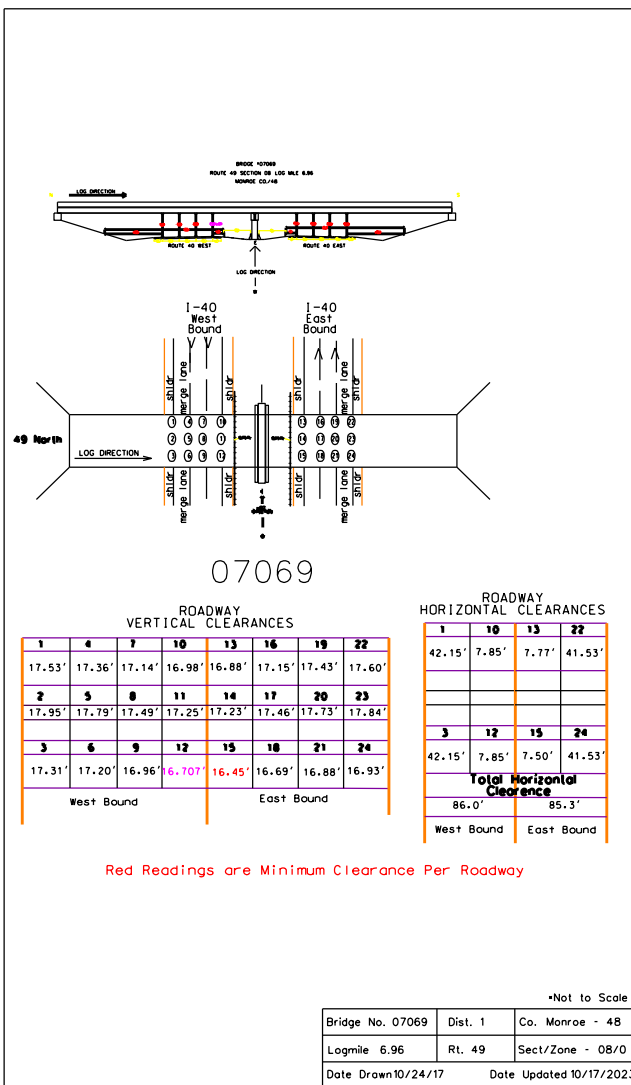 BRIDGE #07069
ROUTE 49 SECTION 08 LOG MILE 6.96
MONROE CO./48
LOG DIRECTION
ROUTE 40 WEST
ROUTE 40 EAST
LOG DIRECTION
I-40 West Bound
I-40 East Bound
shldr merge lane shldr shldr merge lane shldr
1 4 7 10 13 16 19 22
49 North
2 5 8 1 14 17 20 23
LOG DIRECTION
3 6 9 12 15 18 21 24
shldr merge lane shldr shldr merge lane shldr
07069
ROADWAY
VERTICAL CLEARANCES
1 4 7 10 13 16 19 22
17.53' 17.36' 17.14' 16.98' 16.88' 17.15' 17.43' 17.60'
2 5 8 11 14 17 20 23
17.95' 17.79' 17.49' 17.25' 17.23' 17.46' 17.73' 17.84'
3 6 9 12 15 18 21 24
17.31' 17.20' 16.96' 16.707' 16.45' 16.69' 16.88' 16.93'
West Bound East Bound
ROADWAY
HORIZONTAL CLEARANCES
1 10 13 22
42.15' 7.85' 7.77' 41.53'
3 12 15 24
42.15' 7.85' 7.50' 41.53'
Total Horizontal
Clearence
86.0' 85.3'
West Bound East Bound
Red Readings are Minimum Clearance Per Roadway
*Not to Scale
Bridge No. 07069 Dist. 1 Co. Monroe - 48
Logmile 6.96 Rt. 49 Sect/Zone - 08/0
Date Drawn10/24/17 Date Updated 10/17/2023